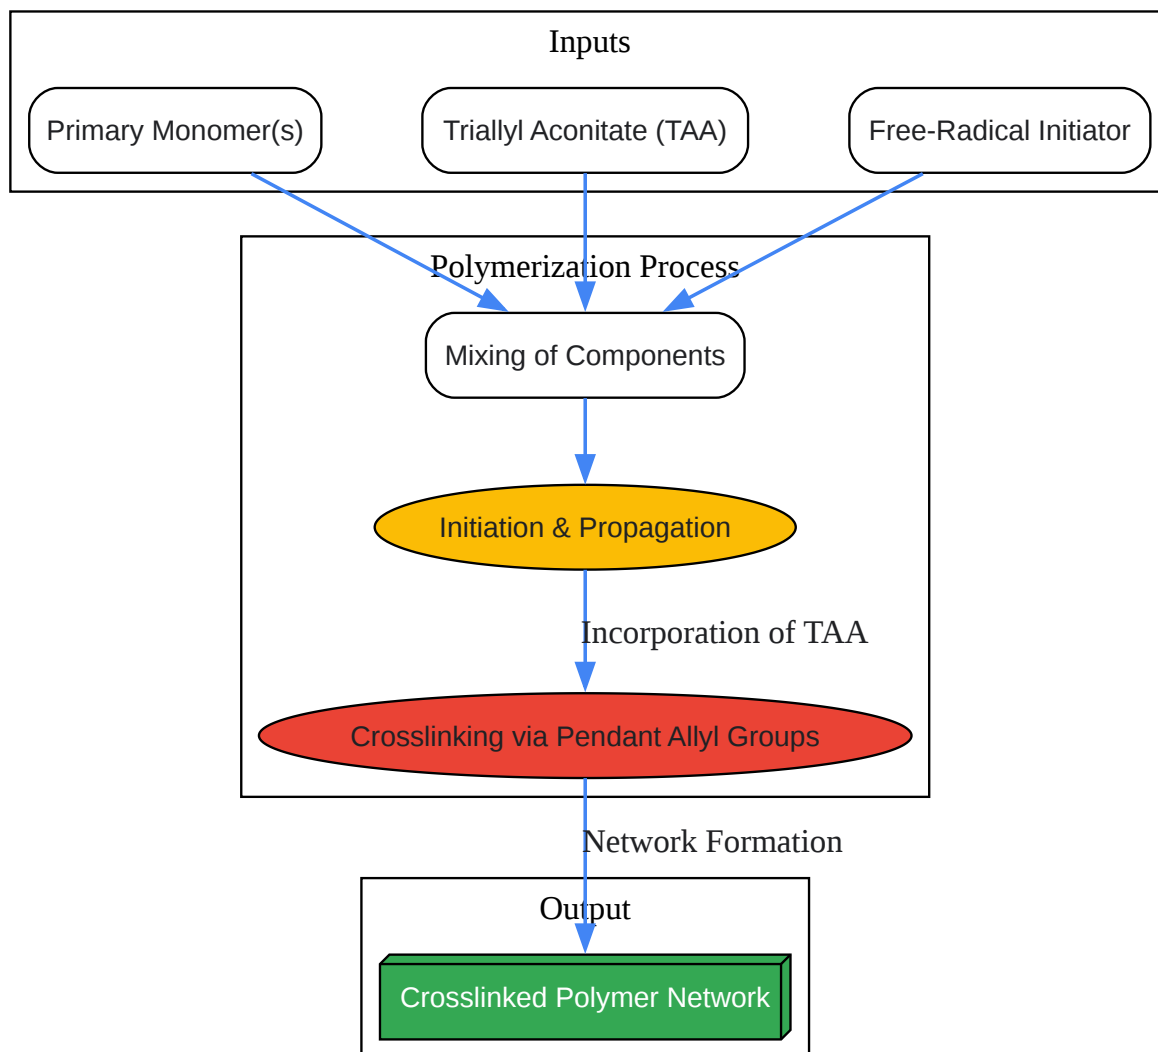 Inputs
Primary Monomer(s)
Triallyl Aconitate (TAA)
Free-Radical Initiator
Polymerization Process
Mixing of Components
Initiation & Propagation
Incorporation of TAA
Crosslinking via Pendant Allyl Groups
Network Formation
Output
Crosslinked Polymer Network